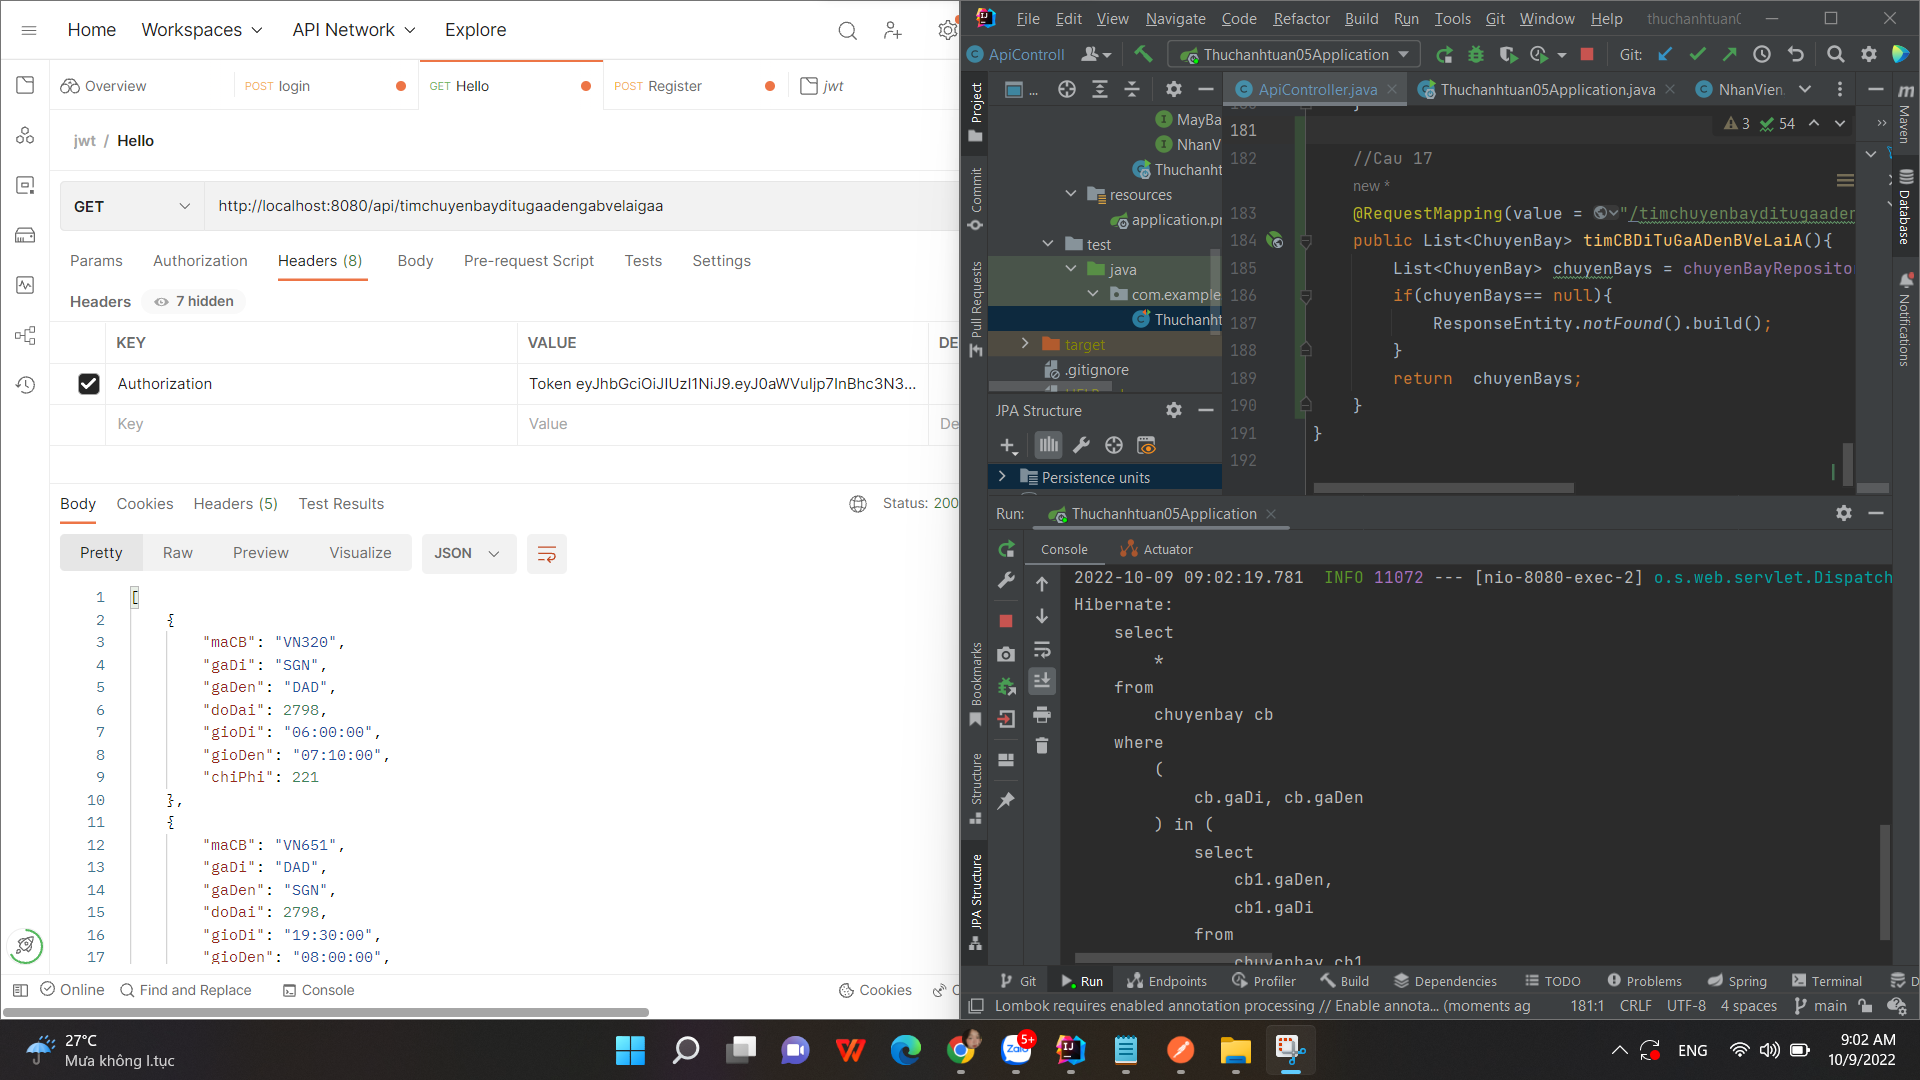 Home
Workspaces
API Network
Explore
Overview
POST login
GET Hello
POST Register
jwt
jwt / Hello
GET
http://localhost:8080/api/timchuyenbayditugaadengabvelaigaa
Params
Authorization
Headers (8)
Body
Pre-request Script
Tests
Settings
Headers
7 hidden
KEY
VALUE
DE
Authorization
Token eyJhbGciOiJIUzI1NiJ9.eyJ0aWVuIjp7InBhc3N3...
Key
Value
De
Body
Cookies
Headers (5)
Test Results
Status: 200
Pretty
Raw
Preview
Visualize
JSON
1 [
2 {
3 "maCB": "VN320",
4 "gaDi": "SGN",
5 "gaDen": "DAD",
6 "doDai": 2798,
7 "gioDi": "06:00:00",
8 "gioDen": "07:10:00",
9 "chiPhi": 221
10 },
11 {
12 "maCB": "VN651",
13 "gaDi": "DAD",
14 "gaDen": "SGN",
15 "doDai": 2798,
16 "gioDi": "19:30:00",
17 "gioDen": "08:00:00",
Online
Find and Replace
Console
Cookies
File Edit View Navigate Code Refactor Build Run Tools Git Window Help
ApiControll
Thuchanhtuan05Application
Git:
Project
Commit
Pull Requests
Bookmarks
Structure
JPA Structure
...
ApiController.java
Thuchanhtuan05Application.java
NhanVien.
MayBa
NhanV
Thuchanht
resources
application.pr
test
java
com.example
Thuchanht
target
.gitignore
JPA Structure
Persistence units
3 54
181
182 //Cau 17
new *
183 @RequestMapping(value = "/timchuyenbayditugaaden
184 public List<ChuyenBay> timCBDiTuGaADenBVeLaiA(){
185 List<ChuyenBay> chuyenBays = chuyenBayRepositor
186 if(chuyenBays== null){
187 ResponseEntity.notFound().build();
188 }
189 return chuyenBays;
190 }
191 }
192
Maven
Database
Notifications
Run:
Thuchanhtuan05Application
Console
Actuator
2022-10-09 09:02:19.781 INFO 11072 --- [nio-8080-exec-2] o.s.web.servlet.Dispatch
Hibernate:
select
*
from
chuyenbay cb
where
(
cb.gaDi, cb.gaDen
) in (
select
cb1.gaDen,
cb1.gaDi
from
chuyenbay cb1
Git
Run
Endpoints
Profiler
Build
Dependencies
TODO
Problems
Spring
Terminal
D
Lombok requires enabled annotation processing // Enable annota... (moments ag
181:1 CRLF UTF-8 4 spaces main
27°C
Mưa không l.tục
Zalo
5+
ENG
9:02 AM
10/9/2022